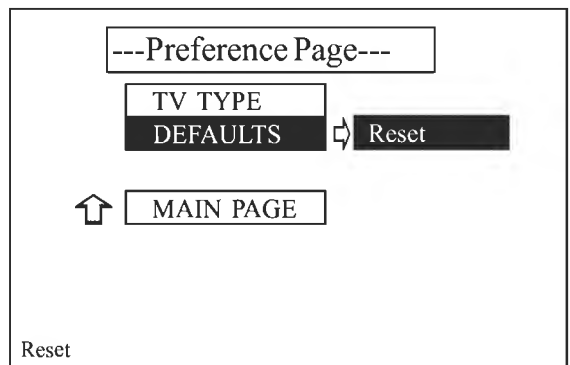 ---Preference Page---
TV TYPE
DEFAULTS
Reset
MAIN PAGE
Reset